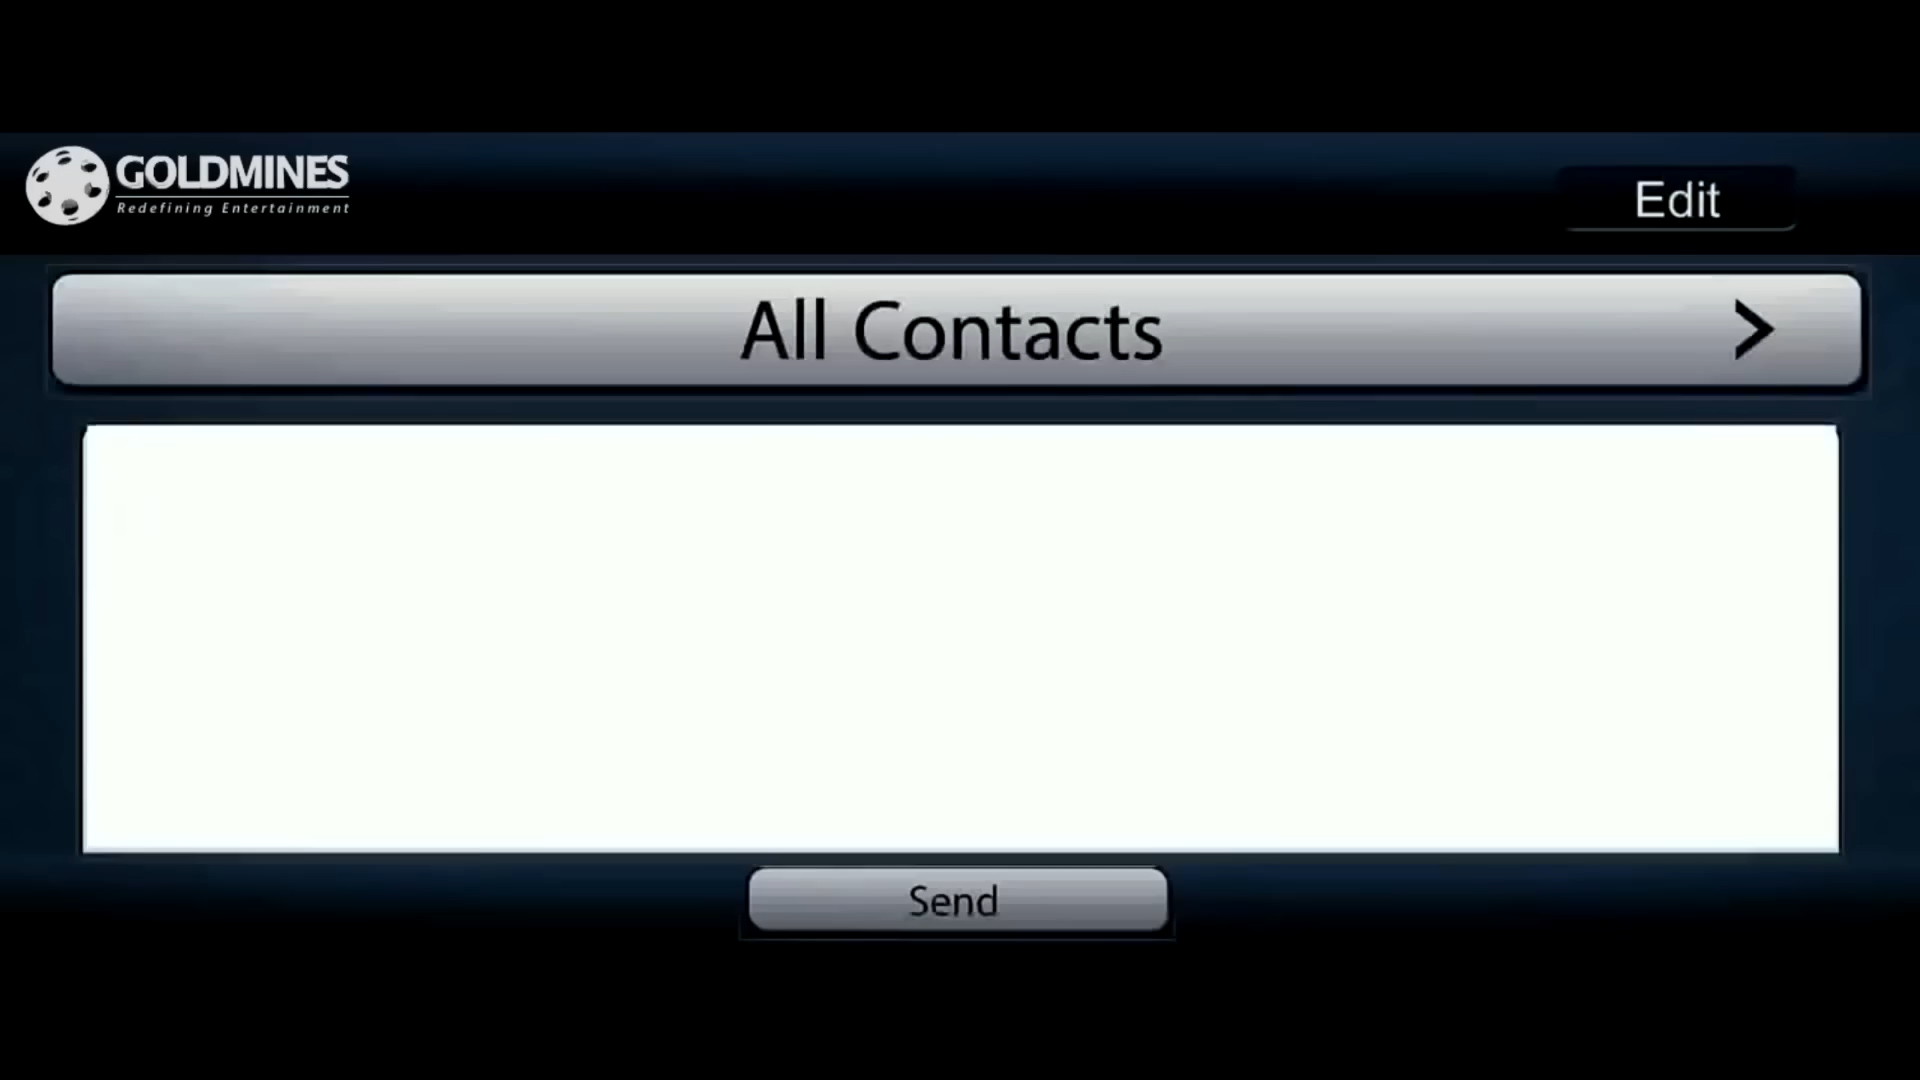 GOLDMINES
Redefining Entertainment
Edit
All Contacts >
Send